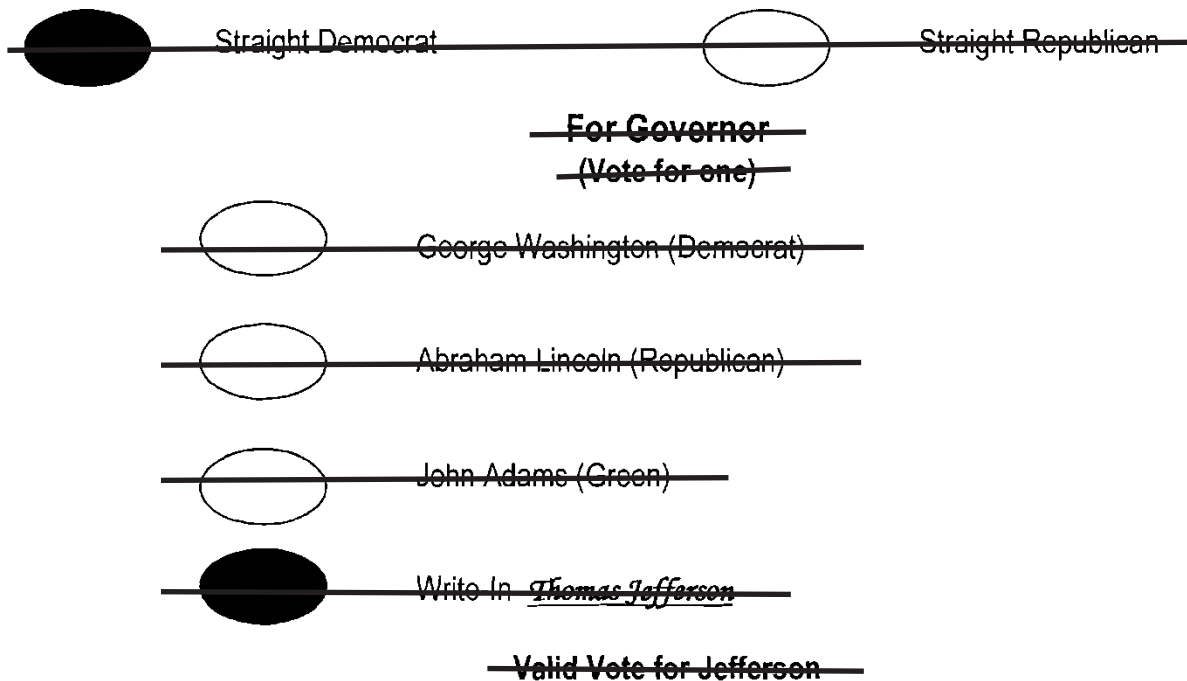 Straight Democrat Straight Republican
For Governor
(Vote for one)
George Washington (Democrat)
Abraham Lincoln (Republican)
John Adams (Green)
Write-In Thomas Jefferson
Valid Vote for Jefferson